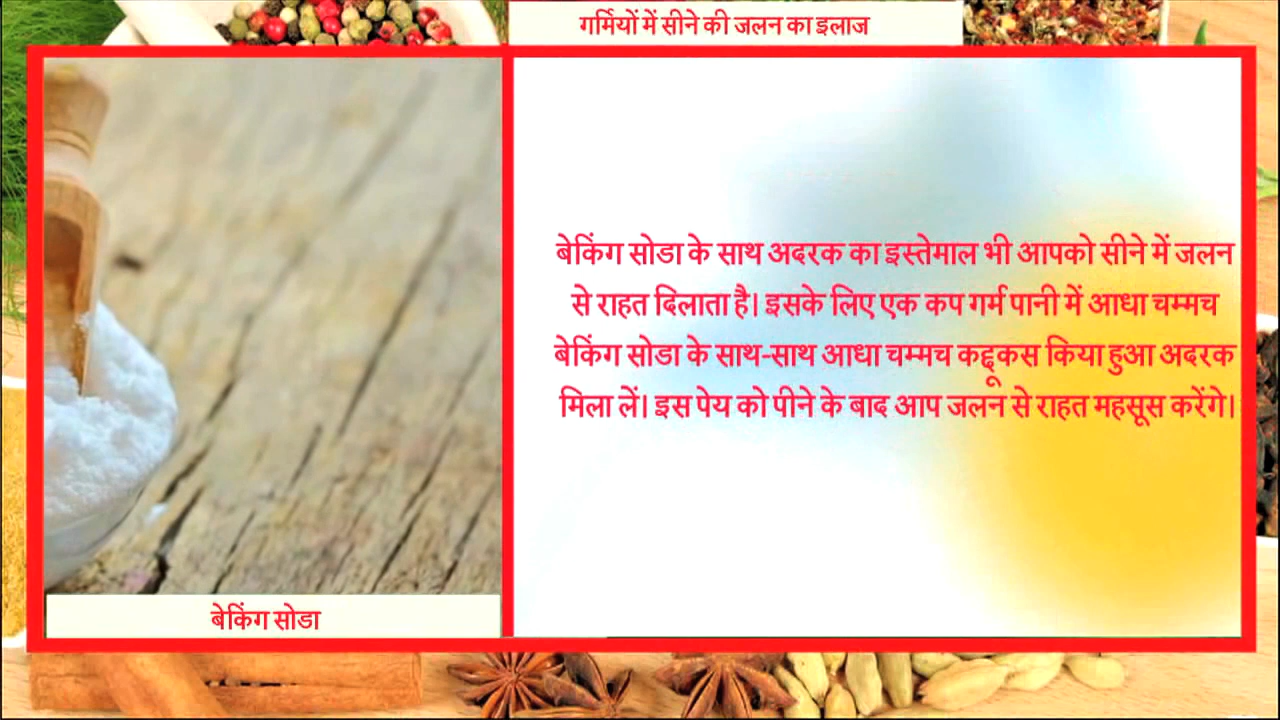 गर्मियों में सीने की जलन का इलाज
बेकिंग सोडा के साथ अदरक का इस्तेमाल भी आपको सीने में जलन
से राहत दिलाता है। इसके लिए एक कप गर्म पानी में आधा चम्मच
बेकिंग सोडा के साथ-साथ आधा चम्मच कद्दूकस किया हुआ अदरक
मिला लें। इस पेय को पीने के बाद आप जलन से राहत महसूस करेंगे।
बेकिंग सोडा